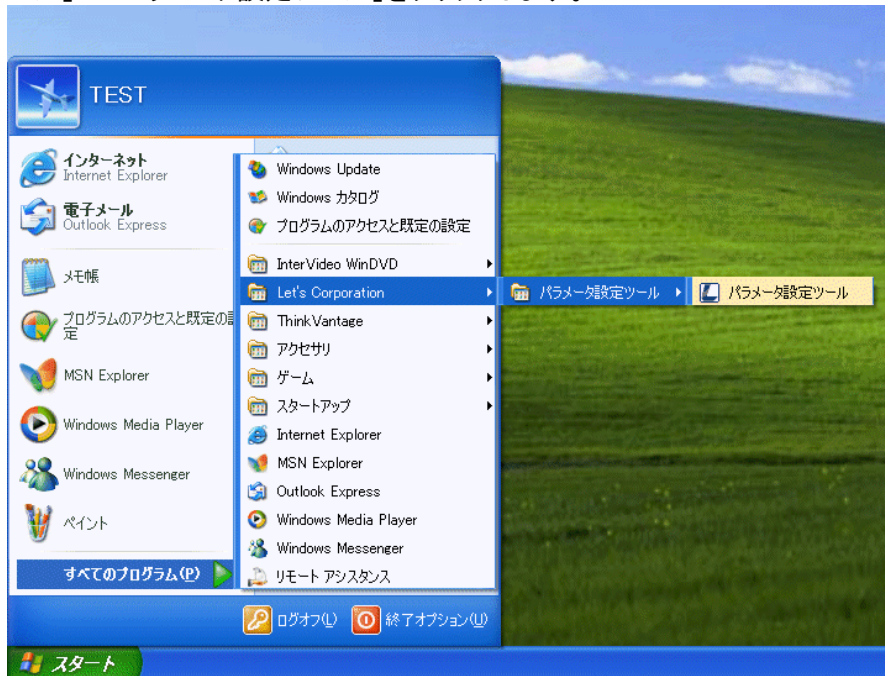 TEST
インターネット
Internet Explorer
電子メール
Outlook Express
メモ帳
プログラムのアクセスと既定の設
定
MSN Explorer
Windows Media Player
Windows Messenger
ペイント
すべてのプログラム(P)
Windows Update
Windows カタログ
プログラムのアクセスと既定の設定
InterVideo WinDVD
Let's Corporation
ThinkVantage
アクセサリ
ゲーム
スタートアップ
Internet Explorer
MSN Explorer
Outlook Express
Windows Media Player
Windows Messenger
リモート アシスタンス
パラメータ設定ツール
パラメータ設定ツール
ログオフ(L)
終了オプション(U)
スタート